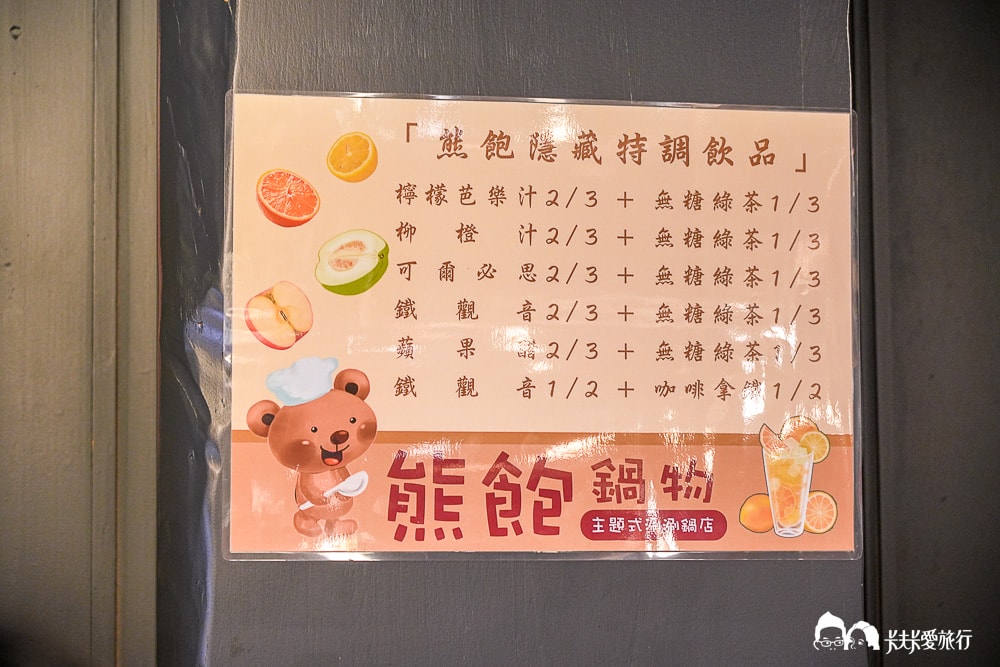 「熊飽隱藏特調飲品」
檸檬芭樂汁2/3 + 無糖綠茶1/3
柳橙汁2/3 + 無糖綠茶1/3
可爾必思2/3 + 無糖綠茶1/3
鐵觀音2/3 + 無糖綠茶1/3
蘋果醋2/3 + 無糖綠茶1/3
鐵觀音1/2 + 咖啡拿鐵1/2
熊飽鍋物
主題式涮涮鍋店
卡卡愛旅行